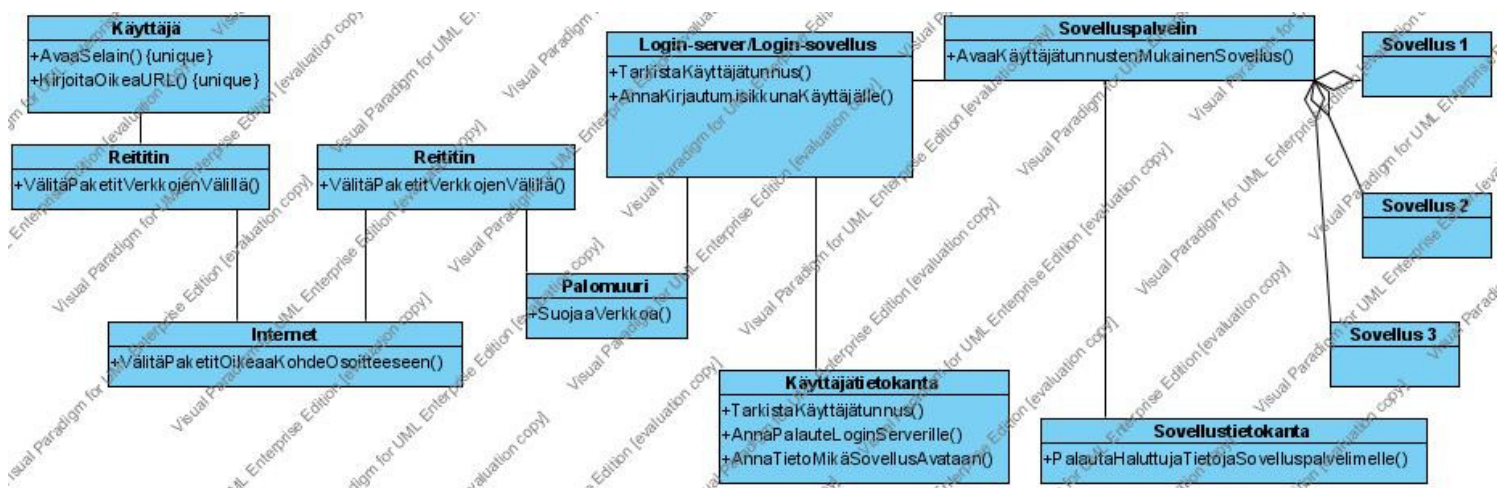 Käyttäjä
+AvaaSelain() {unique}
+KirjoitaOikeaURL() {unique}
Reititin
+VälitäPaketitVerkkojenVälillä()
Reititin
+VälitäPaketitVerkkojenVälillä()
Internet
+VälitäPaketitOikeaaKohdeOsoitteeseen()
Palomuuri
+SuojaaVerkkoa()
Login-server/Login-sovellus
+TarkistaKäyttäjätunnus()
+AnnaKirjautumisikkunaKäyttäjälle()
Käyttäjätietokanta
+TarkistaKäyttäjätunnus()
+AnnaPalauteLoginServerille()
+AnnaTietoMikäSovellusAvataan()
Sovelluspalvelin
+AvaaKäyttäjätunnustenMukainenSovellus()
Sovellus 1
Sovellus 2
Sovellus 3
Sovellustietokanta
+PalautaHaluttujaTietojaSovelluspalvelimelle()
Visual Paradigm for UML Enterprise Edition [evaluation copy]